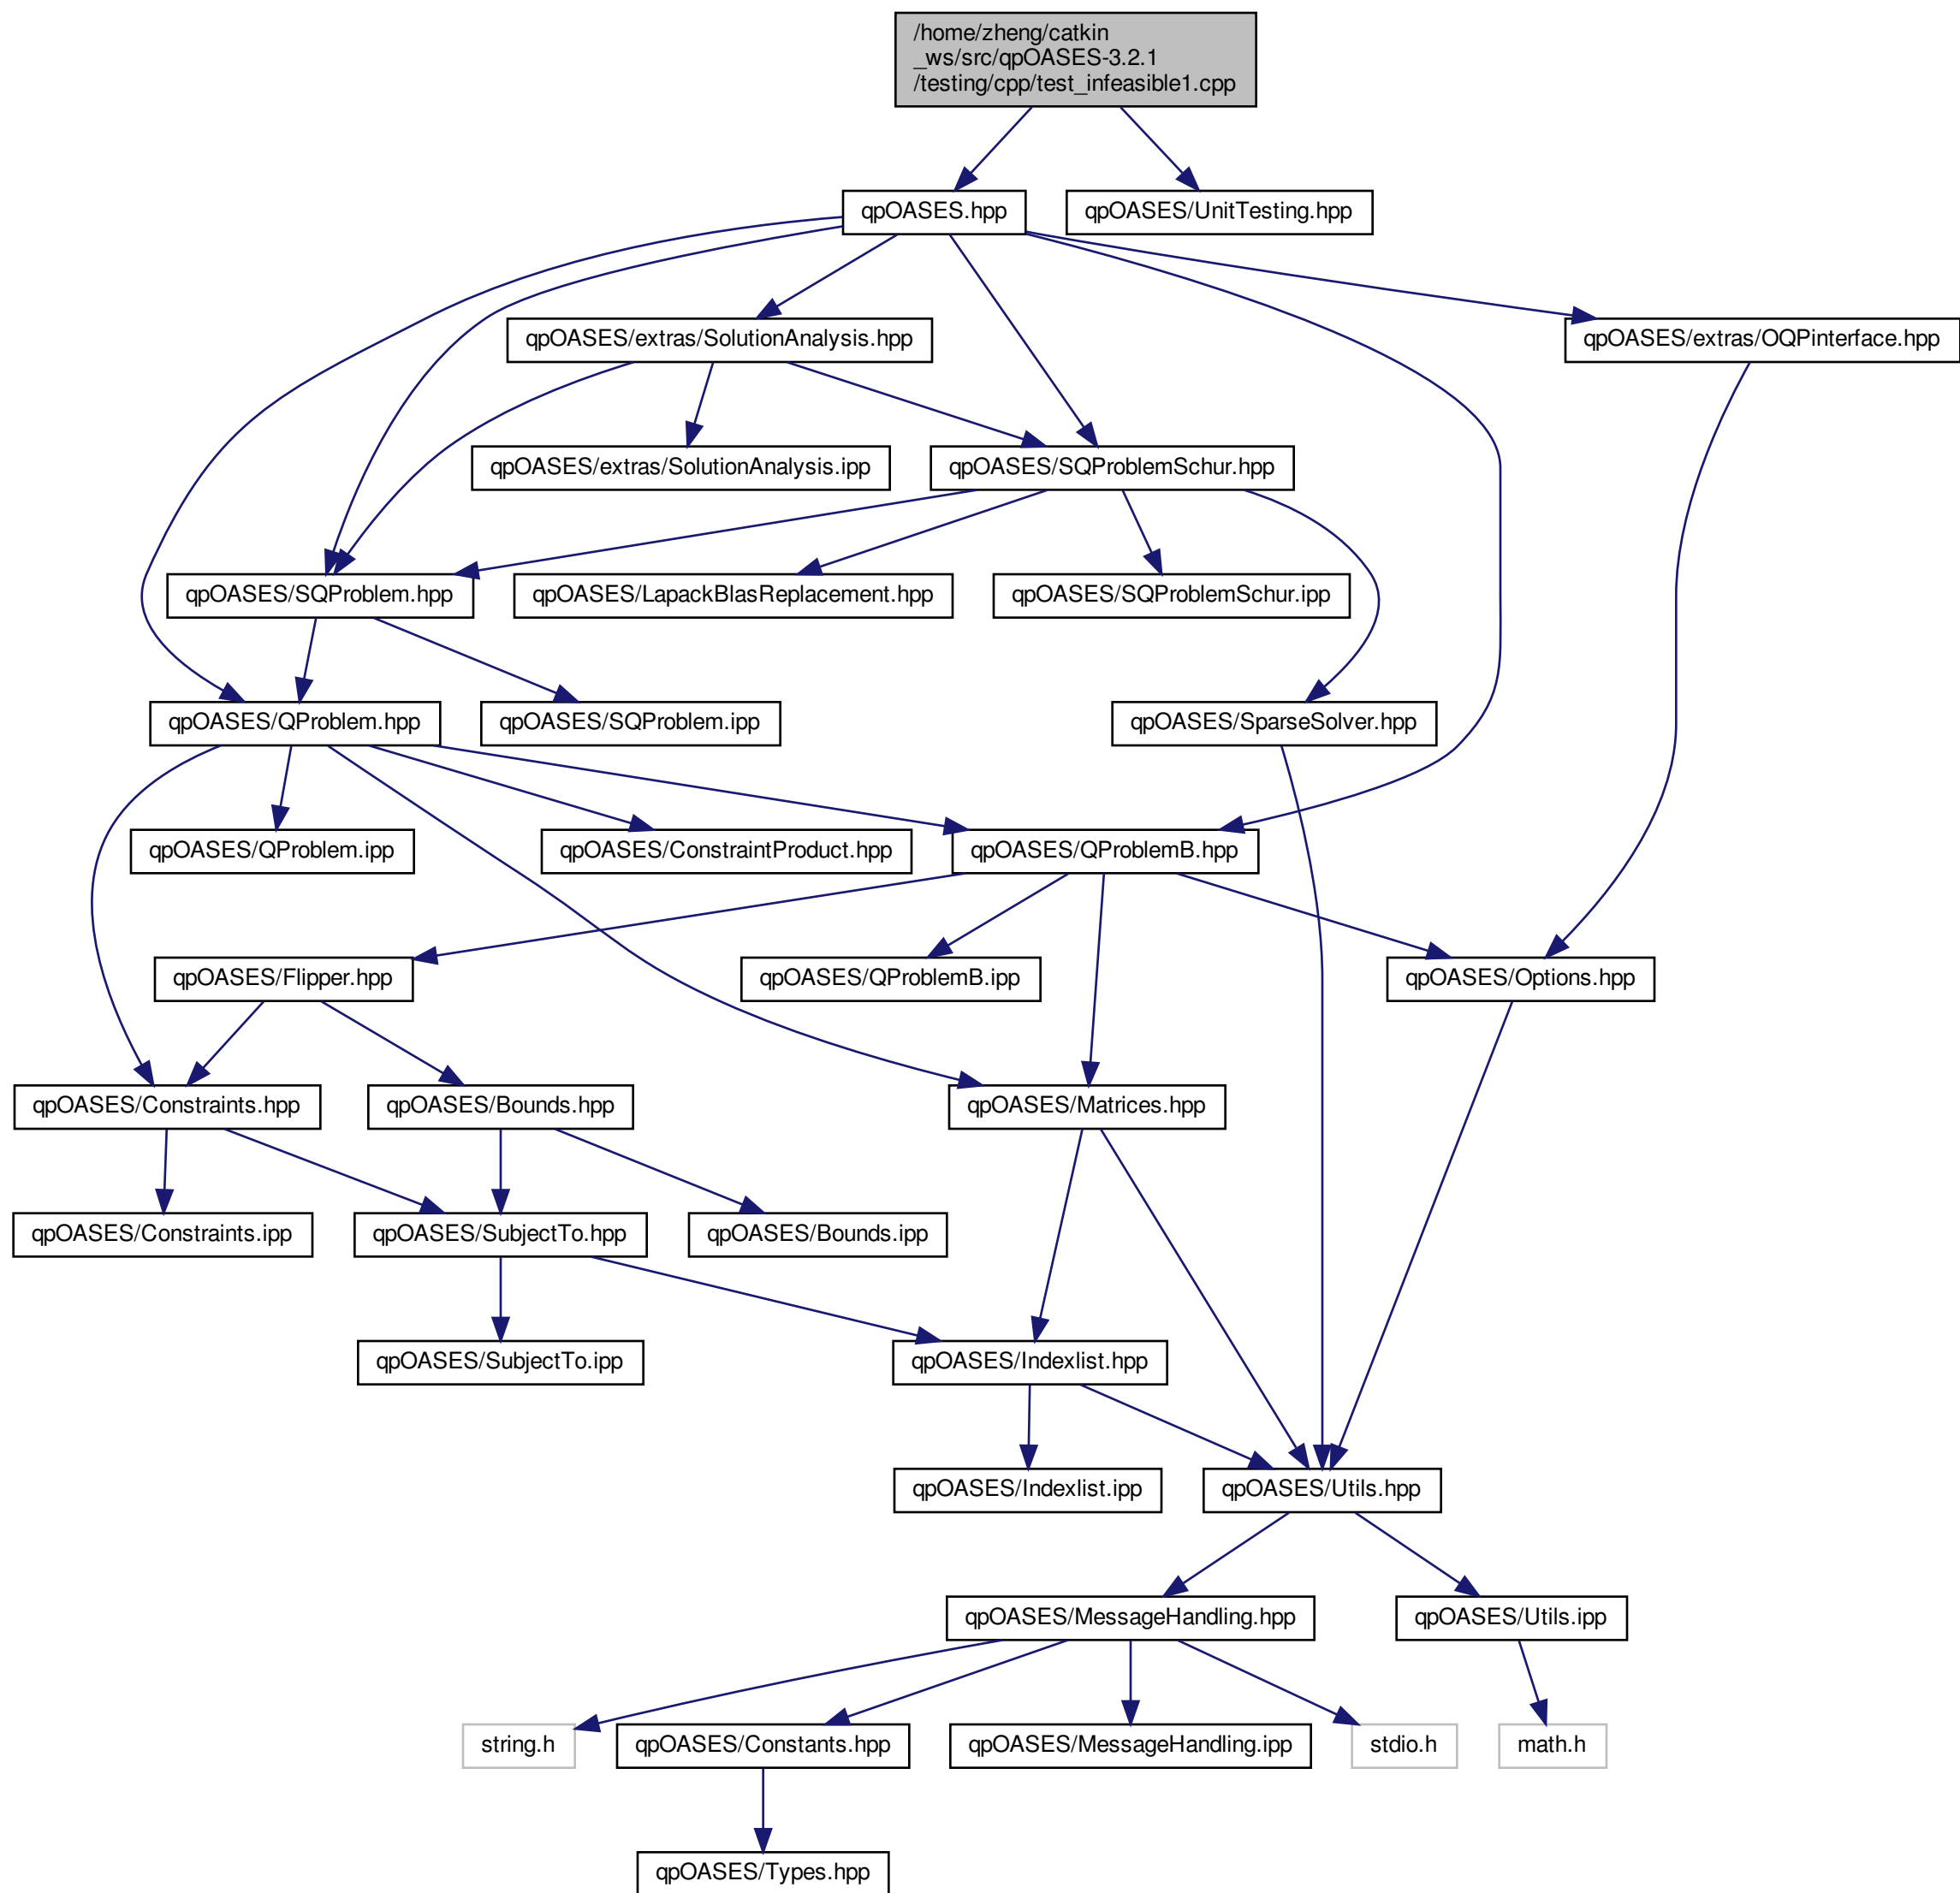 /home/zheng/catkin
_ws/src/qpOASES-3.2.1
/testing/cpp/test_infeasible1.cpp
qpOASES.hpp
qpOASES/UnitTesting.hpp
qpOASES/extras/SolutionAnalysis.hpp
qpOASES/extras/OQPinterface.hpp
qpOASES/extras/SolutionAnalysis.ipp
qpOASES/SQProblemSchur.hpp
qpOASES/SQProblem.hpp
qpOASES/LapackBlasReplacement.hpp
qpOASES/SQProblemSchur.ipp
qpOASES/QProblem.hpp
qpOASES/SQProblem.ipp
qpOASES/SparseSolver.hpp
qpOASES/QProblem.ipp
qpOASES/ConstraintProduct.hpp
qpOASES/QProblemB.hpp
qpOASES/Flipper.hpp
qpOASES/QProblemB.ipp
qpOASES/Options.hpp
qpOASES/Constraints.hpp
qpOASES/Bounds.hpp
qpOASES/Matrices.hpp
qpOASES/Constraints.ipp
qpOASES/SubjectTo.hpp
qpOASES/Bounds.ipp
qpOASES/SubjectTo.ipp
qpOASES/Indexlist.hpp
qpOASES/Indexlist.ipp
qpOASES/Utils.hpp
qpOASES/MessageHandling.hpp
qpOASES/Utils.ipp
string.h
qpOASES/Constants.hpp
qpOASES/MessageHandling.ipp
stdio.h
math.h
qpOASES/Types.hpp